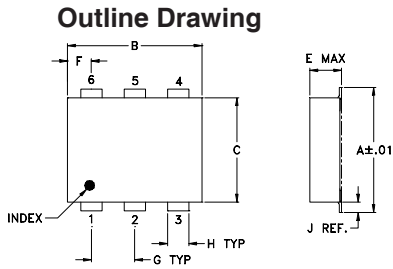 Outline Drawing
B
F
E MAX
6 5 4
C
A±.01
INDEX
1 2 3
H TYP
J REF.
G TYP